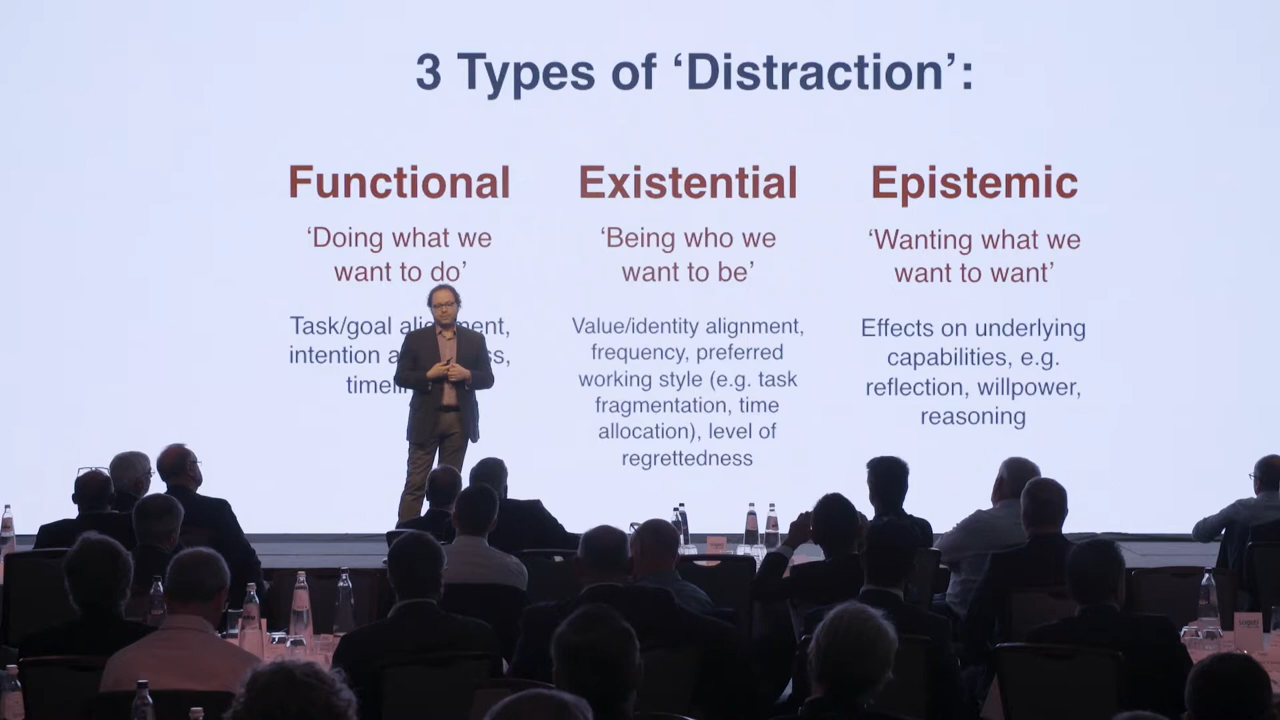 3 Types of ‘Distraction’:
Functional
‘Doing what we
want to do’
Task/goal
intention
Existential
‘Being who we
want to be’
Value/identity alignment,
frequency, preferred
working style (e.g. task
fragmentation, time
allocation), level of
regrettedness
Epistemic
‘Wanting what we
want to want’
Effects on underlying
capabilities, e.g.
reflection, willpower,
reasoning
sogeti